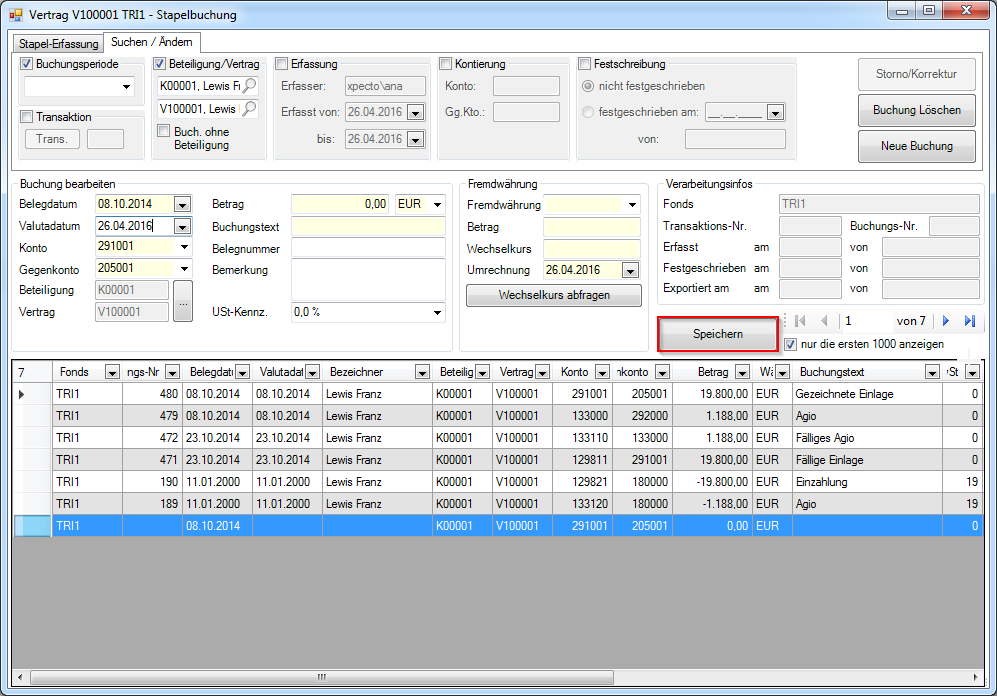 Vertrag V100001 TRI1 - Stapelbuchung
Stapel-Erfassung Suchen / Ändern
Buchungsperiode
Transaktion
Trans.
Beteiligung/Vertrag
K00001, Lewis Fr
V100001, Lewis
Buch. ohne
Beteiligung
Erfassung
Erfasser: xpecto\ana
Erfasst von: 26.04.2016
bis: 26.04.2016
Kontierung
Konto:
Gg.Kto.:
Festschreibung
nicht festgeschrieben
festgeschrieben am: __.__.____
von:
Storno/Korrektur
Buchung Löschen
Neue Buchung
Buchung bearbeiten
Belegdatum 08.10.2014
Valutadatum 26.04.2016
Konto 291001
Gegenkonto 205001
Beteiligung K00001
Vertrag V100001
...
Betrag 0,00 EUR
Buchungstext
Belegnummer
Bemerkung
USt-Kennz. 0,0 %
Fremdwährung
Fremdwährung
Betrag
Wechselkurs
Umrechnung 26.04.2016
Wechselkurs abfragen
Verarbeitungsinfos
Fonds TRI1
Transaktions-Nr. Buchungs-Nr.
Erfasst am von
Festgeschrieben am von
Exportiert am am von
Speichern
1 von 7
nur die ersten 1000 anzeigen
7 Fonds ngs-Nr Belegdatu Valutadat Bezeichner Beteilig Vertrag Konto nkonto Betrag Wä Buchungstext St
TRI1 480 08.10.2014 08.10.2014 Lewis Franz K00001 V100001 291001 205001 19.800,00 EUR Gezeichnete Einlage 0
TRI1 479 08.10.2014 08.10.2014 Lewis Franz K00001 V100001 133000 292000 1.188,00 EUR Agio 0
TRI1 472 23.10.2014 23.10.2014 Lewis Franz K00001 V100001 133110 133000 1.188,00 EUR Fälliges Agio 0
TRI1 471 23.10.2014 23.10.2014 Lewis Franz K00001 V100001 129811 291001 19.800,00 EUR Fällige Einlage 0
TRI1 190 11.01.2000 11.01.2000 Lewis Franz K00001 V100001 129821 180000 -19.800,00 EUR Einzahlung 19
TRI1 189 11.01.2000 11.01.2000 Lewis Franz K00001 V100001 133120 180000 -1.188,00 EUR Agio 19
TRI1 08.10.2014 K00001 V100001 291001 205001 0,00 EUR 0